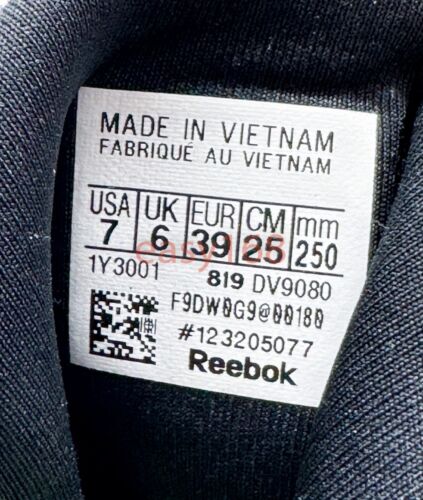 MADE IN VIETNAM
FABRIQUÉ AU VIETNAM
USA UK EUR CM mm
7 6 39 25 250
easy168
1Y3001 819 DV9080
F9DW0G9@00180
#123205077
Reebok